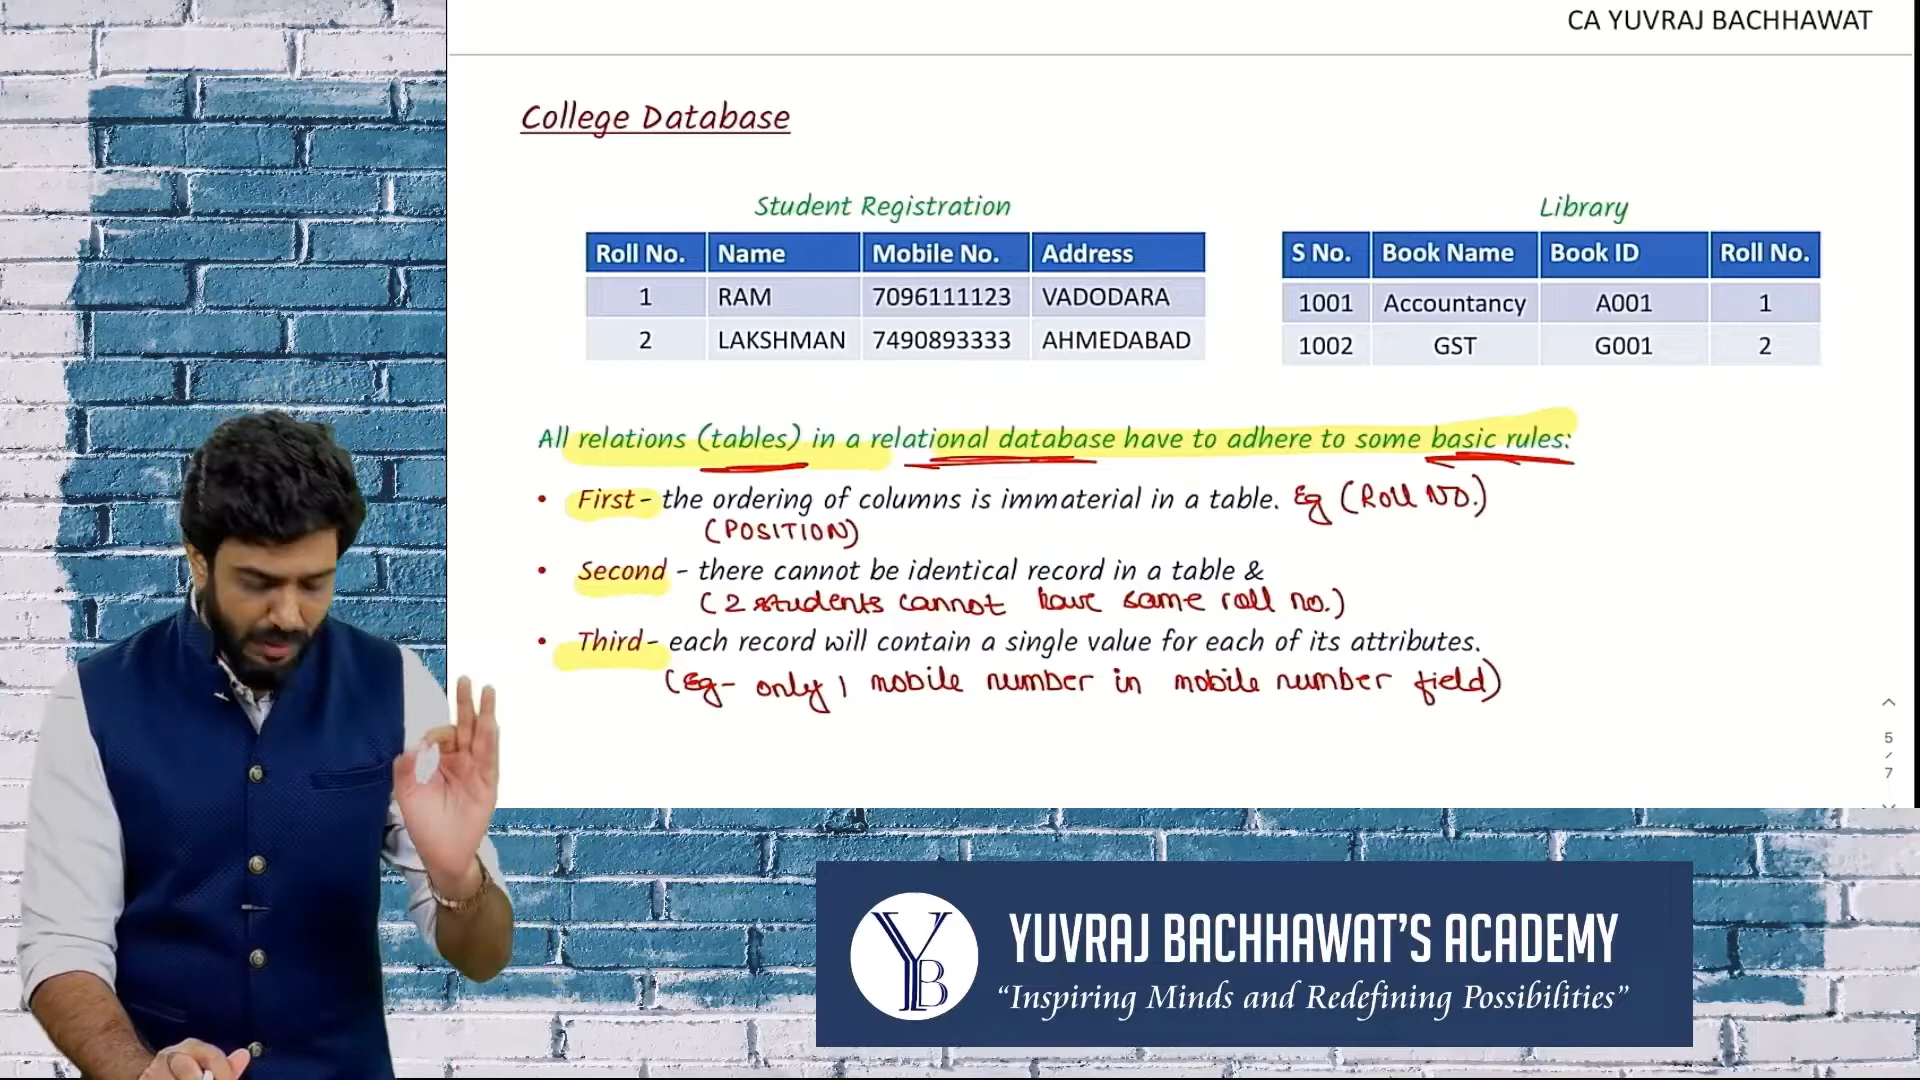 CA YUVRAJ BACHHAWAT
College Database
Student Registration
Roll No. Name Mobile No. Address
1 RAM 7096111123 VADODARA
2 LAKSHMAN 7490893333 AHMEDABAD
Library
S No. Book Name Book ID Roll No.
1001 Accountancy A001 1
1002 GST G001 2
All relations (tables) in a relational database have to adhere to some basic rules:
• First- the ordering of columns is immaterial in a table. Eg (Roll NO.)
(POSITION)
• Second - there cannot be identical record in a table &
(2 students cannot have same roll no.)
• Third- each record will contain a single value for each of its attributes.
(Eg- only 1 mobile number in mobile number field)
5
/
7
YB
YUVRAJ BACHHAWAT'S ACADEMY
“Inspiring Minds and Redefining Possibilities”